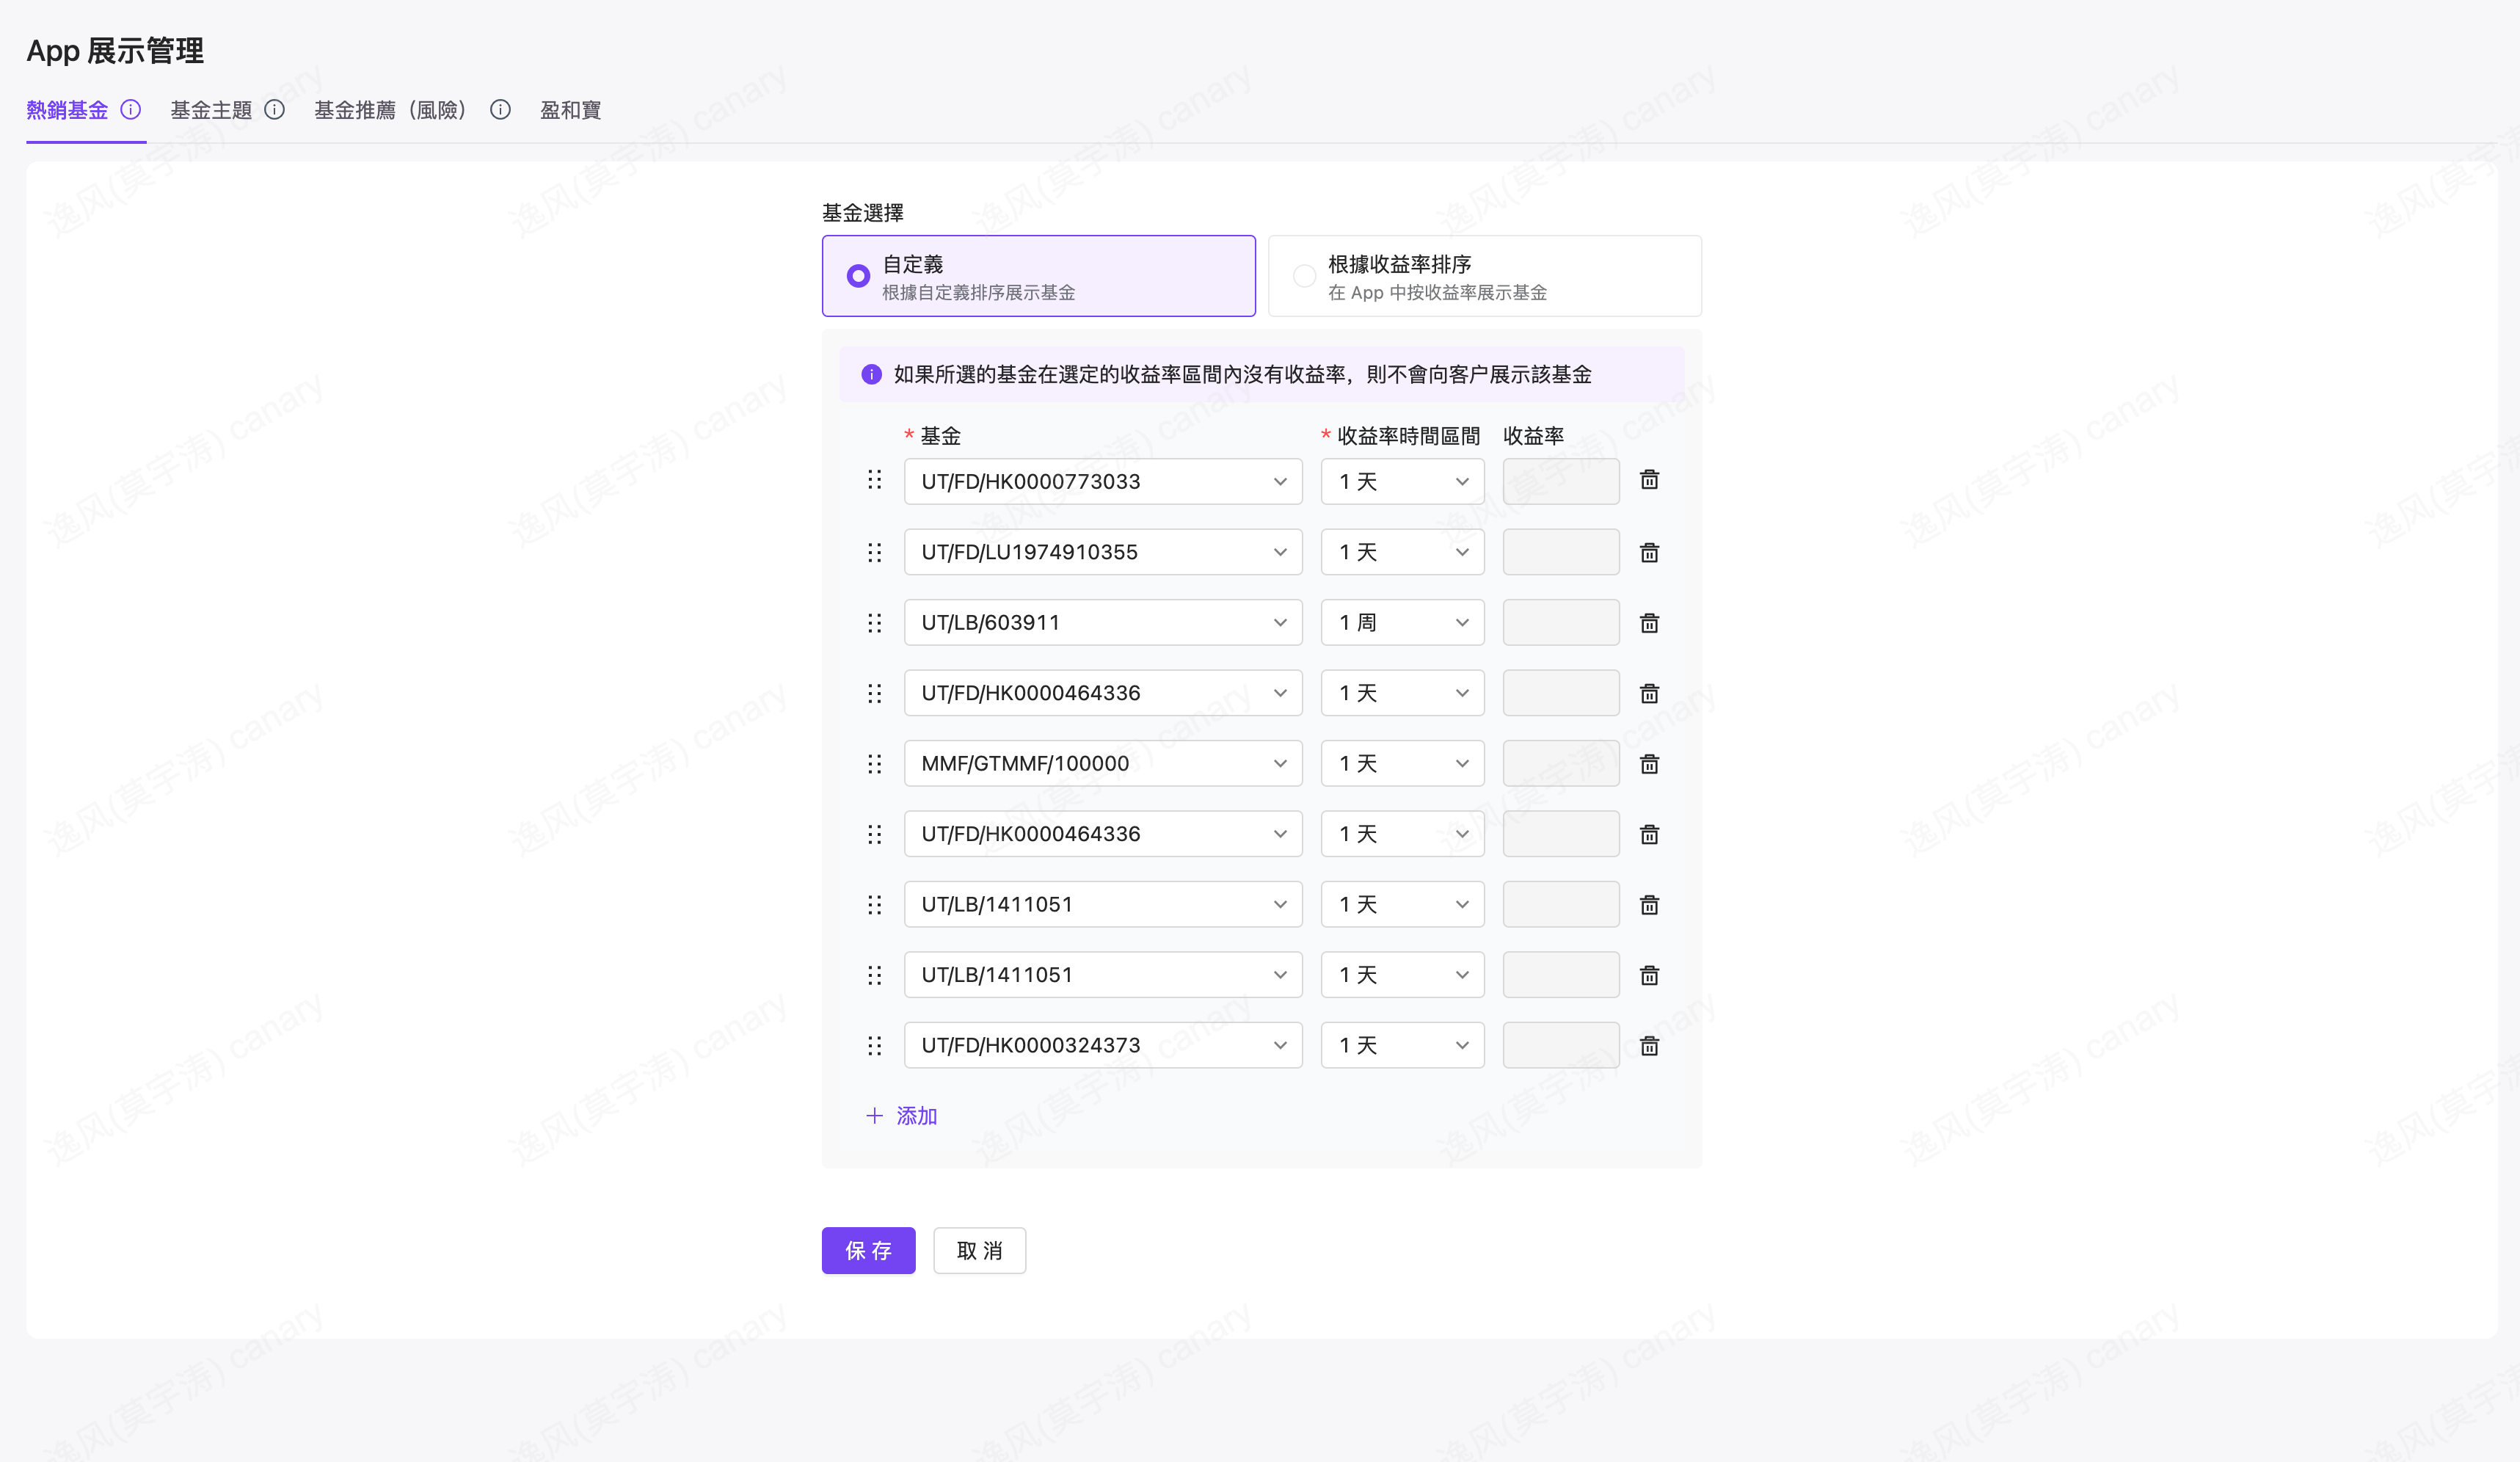 App 展示管理
熱銷基金 基金主題 基金推薦（風險） 盈和寶
基金選擇
自定義
根據自定義排序展示基金
根據收益率排序
在 App 中按收益率展示基金
如果所選的基金在選定的收益率區間內沒有收益率，則不會向客户展示該基金
* 基金 * 收益率時間區間 收益率
UT/FD/HK0000773033 1 天
UT/FD/LU1974910355 1 天
UT/LB/603911 1 周
UT/FD/HK0000464336 1 天
MMF/GTMMF/100000 1 天
UT/FD/HK0000464336 1 天
UT/LB/1411051 1 天
UT/LB/1411051 1 天
UT/FD/HK0000324373 1 天
+ 添加
保存 取消
逸风(莫宇涛) canary